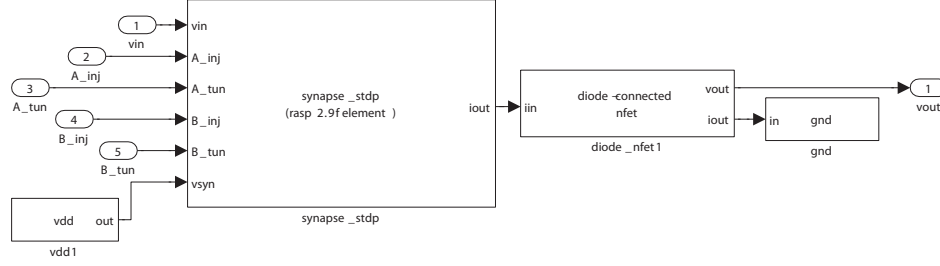 1
vin
vin
2
A_inj
A_inj
3
A_tun
A_tun
4
B_inj
B_inj
5
B_tun
B_tun
vsyn
vdd
out
vdd1
synapse _stdp
(rasp 2.9f element )
iout
synapse _stdp
iin
diode -connected
nfet
vout
iout
diode _nfet1
in
gnd
gnd
1
vout